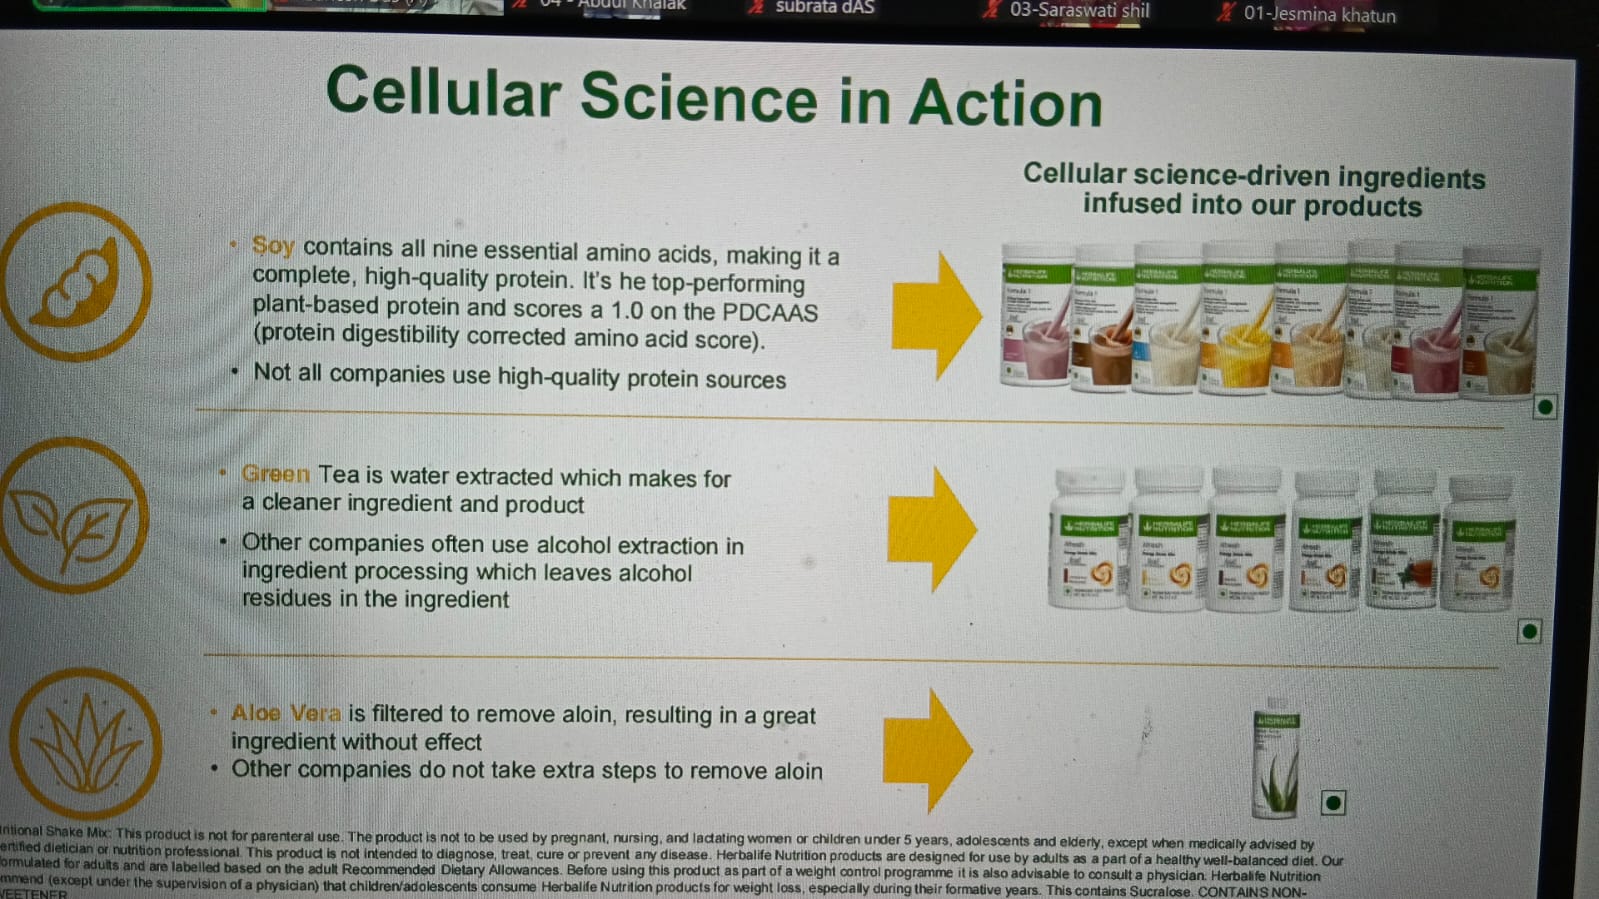 04 - Abdul Khalak
subrata dAS
03-Saraswati shil
01-Jesmina khatun
Cellular Science in Action
Cellular science-driven ingredients
infused into our products
• Soy contains all nine essential amino acids, making it a
complete, high-quality protein. It's he top-performing
plant-based protein and scores a 1.0 on the PDCAAS
(protein digestibility corrected amino acid score).
• Not all companies use high-quality protein sources
HERBALIFE
NUTRITION
Formula 1
• Green Tea is water extracted which makes for
a cleaner ingredient and product
• Other companies often use alcohol extraction in
ingredient processing which leaves alcohol
residues in the ingredient
HERBALIFE
NUTRITION
Afresh
Energy Drink Mix
• Aloe Vera is filtered to remove aloin, resulting in a great
ingredient without effect
• Other companies do not take extra steps to remove aloin
HERBALIFE
Shake Mix: This product is not for parenteral use. The product is not to be used by pregnant, nursing, and lactating women or children under 5 years, adolescents and elderly, except when medically advised by
dietician or nutrition professional. This product is not intended to diagnose, treat, cure or prevent any disease. Herbalife Nutrition products are designed for use by adults as a part of a healthy well-balanced diet. Our
for adults and are labelled based on the adult Recommended Dietary Allowances. Before using this product as part of a weight control programme it is also advisable to consult a physician. Herbalife Nutrition
(except under the supervision of a physician) that children/adolescents consume Herbalife Nutrition products for weight loss, especially during their formative years. This contains Sucralose. CONTAINS NON-